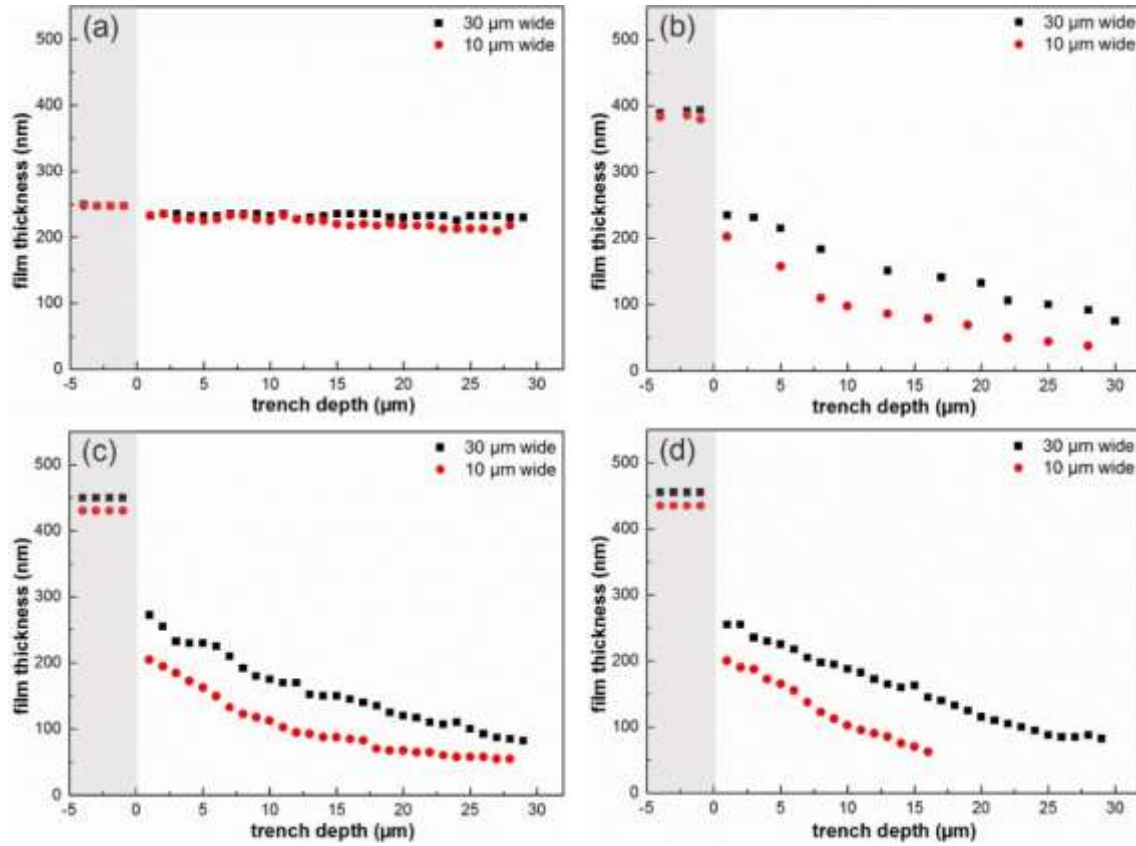 (a)
30 µm wide
10 µm wide
500
400
300
200
100
0
film thickness (nm)
-5 0 5 10 15 20 25 30
trench depth (µm)
(b)
30 µm wide
10 µm wide
500
400
300
200
100
0
film thickness (nm)
-5 0 5 10 15 20 25 30
trench depth (µm)
(c)
30 µm wide
10 µm wide
500
400
300
200
100
0
film thickness (nm)
-5 0 5 10 15 20 25 30
trench depth (µm)
(d)
30 µm wide
10 µm wide
500
400
300
200
100
0
film thickness (nm)
-5 0 5 10 15 20 25 30
trench depth (µm)